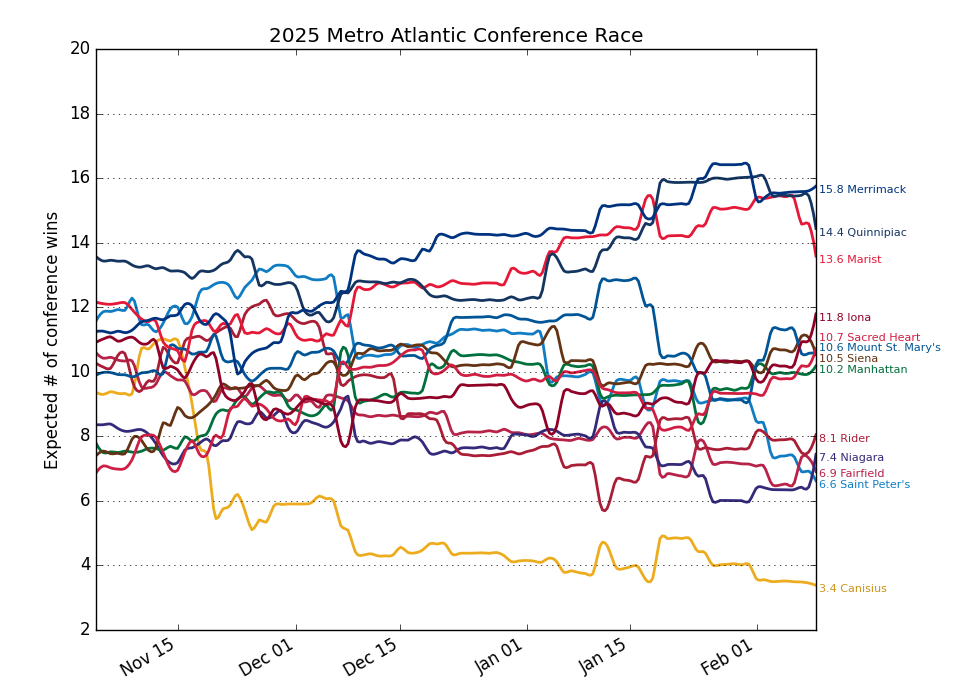 2025 Metro Atlantic Conference Race
Expected # of conference wins
20
18
16
14
12
10
8
6
4
2
Nov 15
Dec 01
Dec 15
Jan 01
Jan 15
Feb 01
15.8 Merrimack
14.4 Quinnipiac
13.6 Marist
11.8 Iona
10.7 Sacred Heart
10.6 Mount St. Mary's
10.5 Siena
10.2 Manhattan
8.1 Rider
7.4 Niagara
6.9 Fairfield
6.6 Saint Peter's
3.4 Canisius